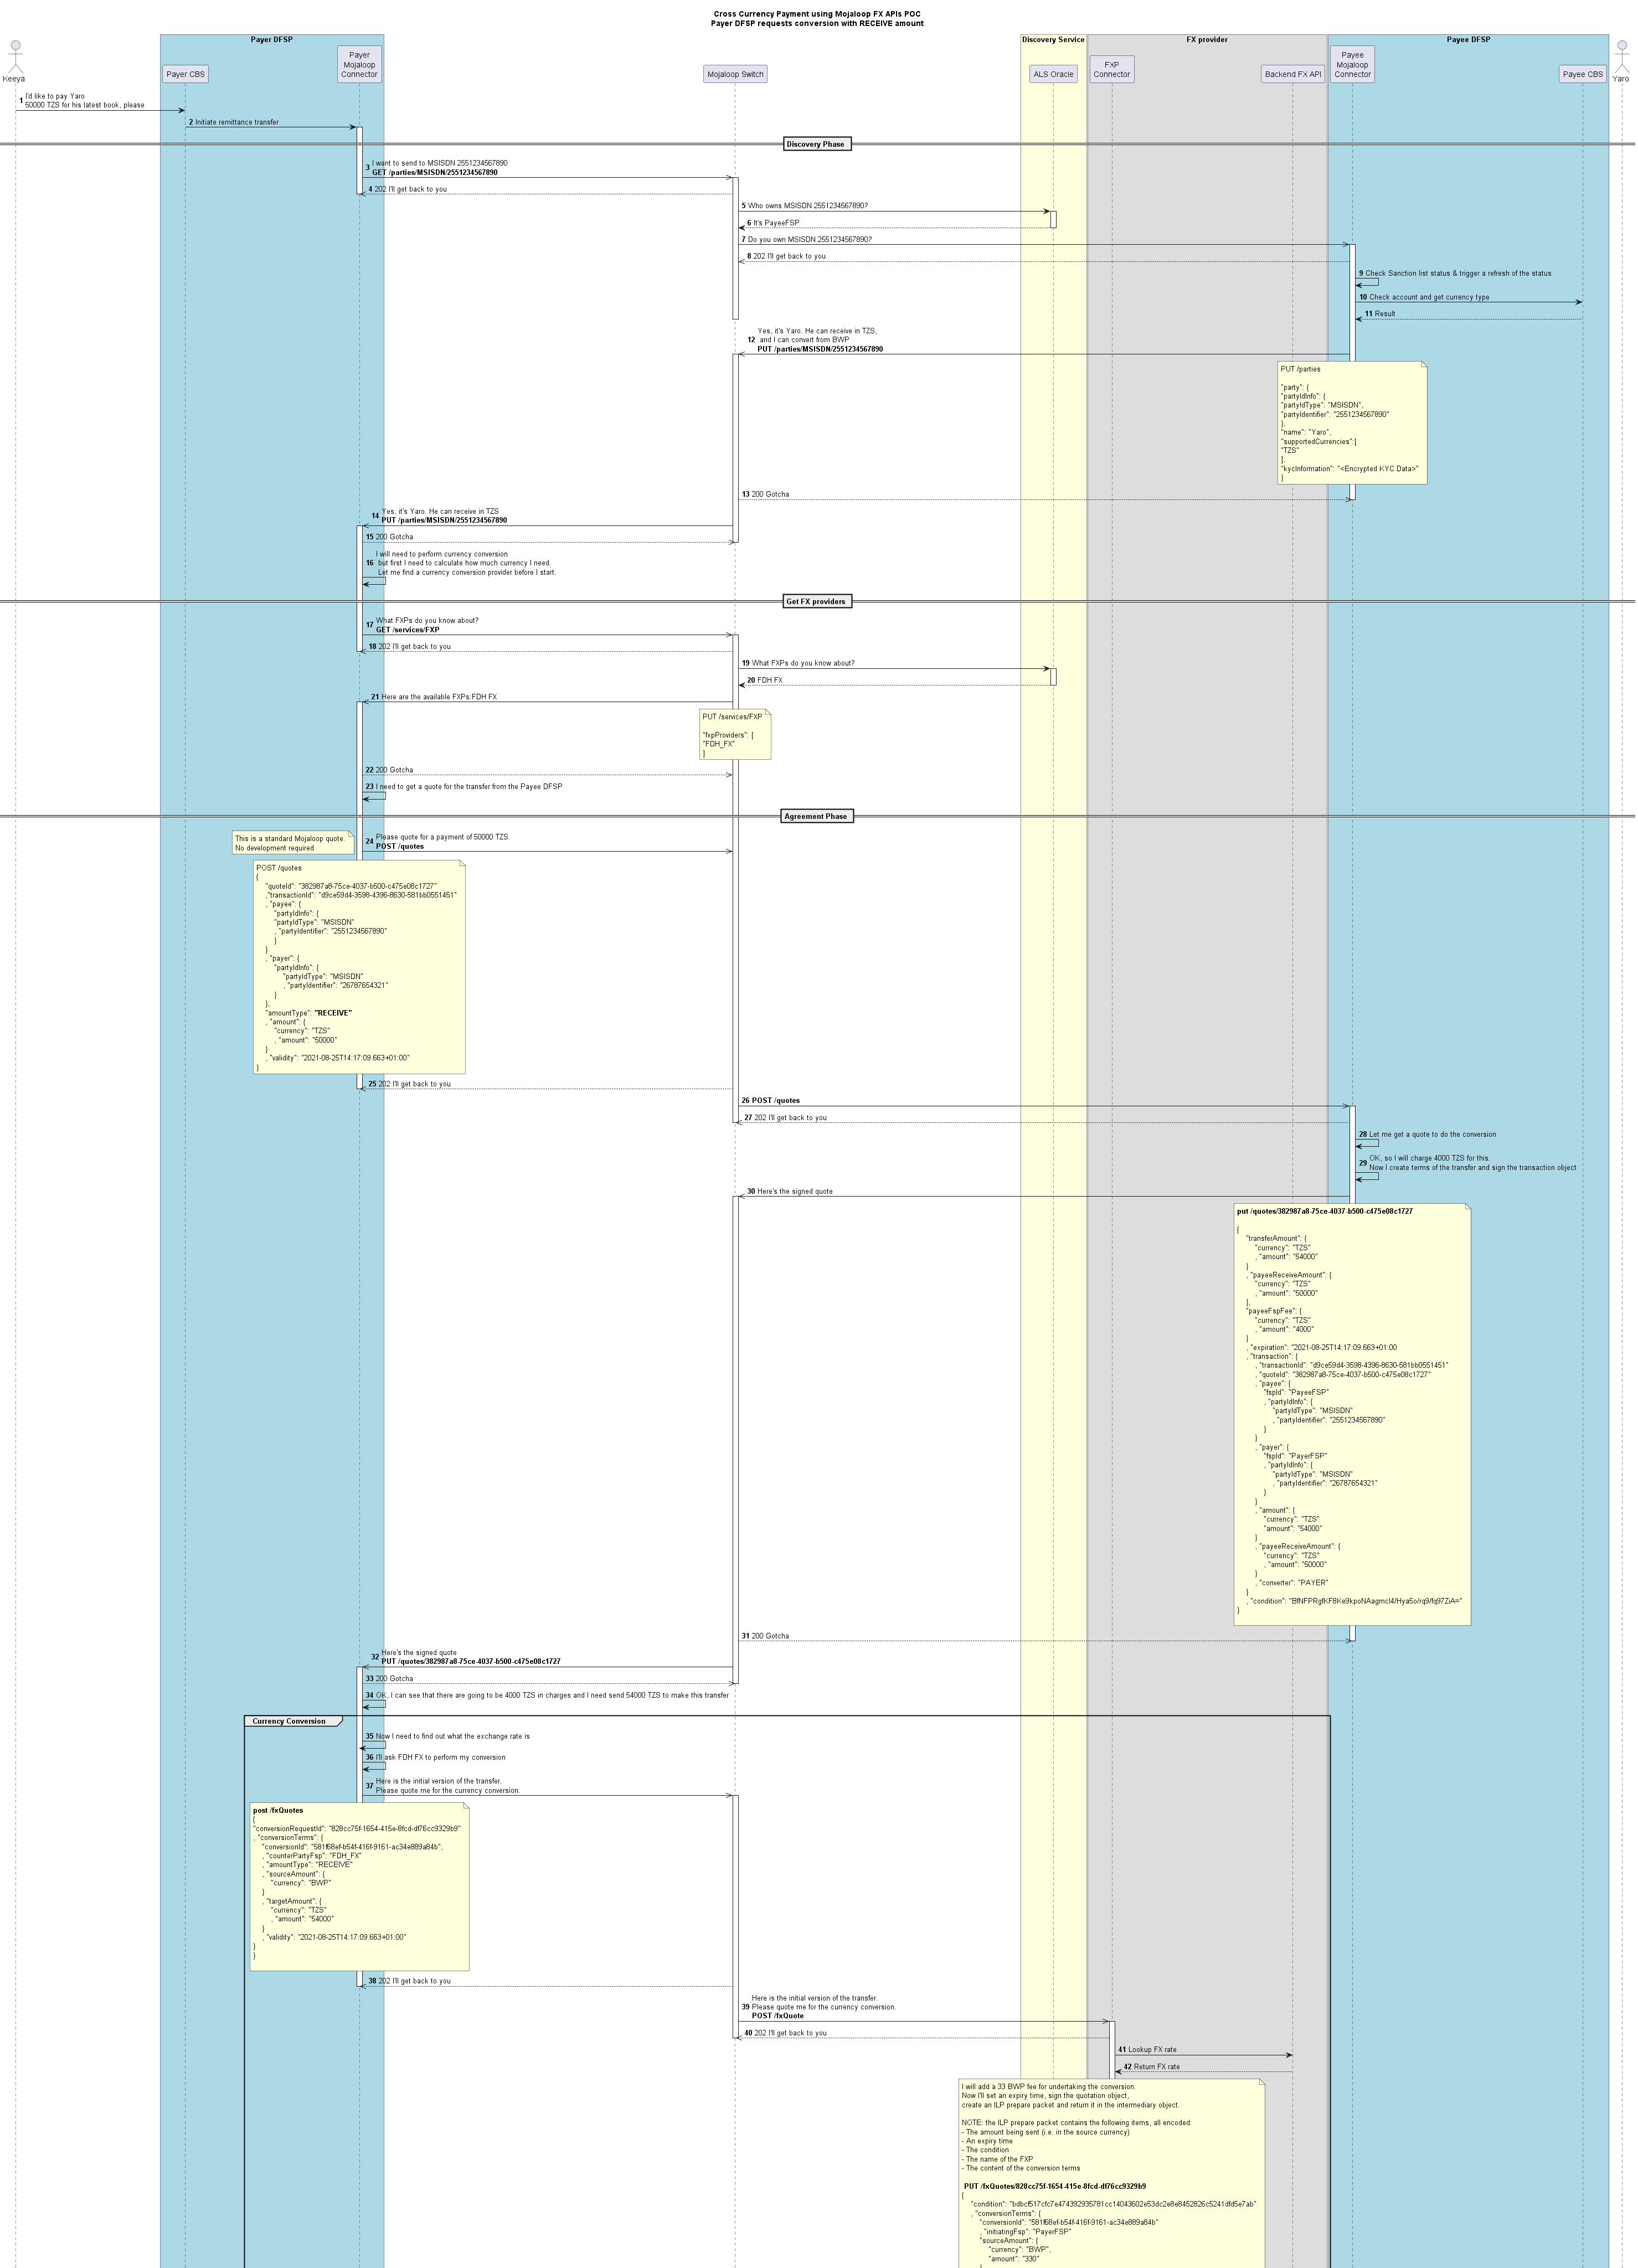 Cross Currency Payment using Mojaloop FX APIs POC
Payer DFSP requests conversion with RECEIVE amount
Payer DFSP
Discovery Service
FX provider
Payee DFSP
Keeya
Payer CBS
Payer
Mojaloop
Connector
Mojaloop Switch
ALS Oracle
FXP
Connector
Backend FX API
Payee
Mojaloop
Connector
Payee CBS
Yaro
1 I'd like to pay Yaro
50000 TZS for his latest book, please
2 Initiate remittance transfer
Discovery Phase
3 I want to send to MSISDN 2551234567890
GET /parties/MSISDN/2551234567890
4 202 I'll get back to you
5 Who owns MSISDN 2551234567890?
6 It's PayeeFSP
7 Do you own MSISDN 2551234567890?
8 202 I'll get back to you
9 Check Sanction list status & trigger a refresh of the status
10 Check account and get currency type
11 Result
12 Yes, it's Yaro. He can receive in TZS,
and I can convert from BWP
PUT /parties/MSISDN/2551234567890
PUT /parties
"party": {
"partyIdInfo": {
"partyIdType": "MSISDN",
"partyIdentifier": "2551234567890"
},
"name": "Yaro",
"supportedCurrencies":[
"TZS"
],
"kycInformation": "<Encrypted KYC Data>"
}
13 200 Gotcha
14 Yes, it's Yaro. He can receive in TZS
PUT /parties/MSISDN/2551234567890
15 200 Gotcha
16 I will need to perform currency conversion
but first I need to calculate how much currency I need.
Let me find a currency conversion provider before I start.
Get FX providers
17 What FXPs do you know about?
GET /services/FXP
18 202 I'll get back to you
19 What FXPs do you know about?
20 FDH FX
21 Here are the available FXPs:FDH FX
PUT /services/FXP
"fxpProviders": [
"FDH_FX"
]
22 200 Gotcha
23 I need to get a quote for the transfer from the Payee DFSP
Agreement Phase
This is a standard Mojaloop quote.
No development required
24 Please quote for a payment of 50000 TZS.
POST /quotes
POST /quotes
{
"quoteId": "382987a8-75ce-4037-b500-c475e08c1727"
,"transactionId": "d9ce59d4-3598-4396-8630-581bb0551451"
, "payee": {
"partyIdInfo": {
"partyIdType": "MSISDN"
, "partyIdentifier": "2551234567890"
}
}
, "payer": {
"partyIdInfo": {
"partyIdType": "MSISDN"
, "partyIdentifier": "26787654321"
}
},
"amountType": "RECEIVE"
, "amount": {
"currency": "TZS"
, "amount": "50000"
}
, "validity": "2021-08-25T14:17:09.663+01:00"
}
25 202 I'll get back to you
26 POST /quotes
27 202 I'll get back to you
28 Let me get a quote to do the conversion
29 OK, so I will charge 4000 TZS for this.
Now I create terms of the transfer and sign the transaction object
30 Here's the signed quote
put /quotes/382987a8-75ce-4037-b500-c475e08c1727
{
"transferAmount": {
"currency": "TZS"
, "amount": "54000"
}
, "payeeReceiveAmount": {
"currency": "TZS"
, "amount": "50000"
},
"payeeFspFee": {
"currency": "TZS"
, "amount": "4000"
}
, "expiration": "2021-08-25T14:17:09.663+01:00
, "transaction": {
, "transactionId": "d9ce59d4-3598-4396-8630-581bb0551451"
, "quoteId": "382987a8-75ce-4037-b500-c475e08c1727"
, "payee": {
"fspId": "PayeeFSP"
, "partyIdInfo": {
"partyIdType": "MSISDN"
, "partyIdentifier": "2551234567890"
}
}
, "payer": {
"fspId": "PayerFSP"
, "partyIdInfo": {
"partyIdType": "MSISDN"
, "partyIdentifier": "26787654321"
}
}
, "amount": {
"currency": "TZS"
"amount": "54000"
}
, "payeeReceiveAmount": {
"currency": "TZS"
, "amount": "50000"
}
, "converter": "PAYER"
}
, "condition": "BfNFPRgfKF8Ke9kpoNAagmcI4/Hya5o/rq9/fq97ZiA="
}
31 200 Gotcha
32 Here's the signed quote
PUT /quotes/382987a8-75ce-4037-b500-c475e08c1727
33 200 Gotcha
34 OK, I can see that there are going to be 4000 TZS in charges and I need send 54000 TZS to make this transfer
Currency Conversion
35 Now I need to find out what the exchange rate is
36 I'll ask FDH FX to perform my conversion
37 Here is the initial version of the transfer.
Please quote me for the currency conversion.
post /fxQuotes
{
"conversionRequestId": "828cc75f-1654-415e-8fcd-df76cc9329b9"
, "conversionTerms": {
"conversionId": "581f68ef-b54f-416f-9161-ac34e889a84b",
, "counterPartyFsp": "FDH_FX"
, "amountType": "RECEIVE"
, "sourceAmount": {
"currency": "BWP"
}
, "targetAmount": {
"currency": "TZS"
, "amount": "54000"
}
, "validity": "2021-08-25T14:17:09.663+01:00"
}
}
38 202 I'll get back to you
39 Here is the initial version of the transfer.
Please quote me for the currency conversion.
POST /fxQuote
40 202 I'll get back to you
41 Lookup FX rate
42 Return FX rate
I will add a 33 BWP fee for undertaking the conversion.
Now I'll set an expiry time, sign the quotation object,
create an ILP prepare packet and return it in the intermediary object.
NOTE: the ILP prepare packet contains the following items, all encoded:
- The amount being sent (i.e. in the source currency)
- An expiry time
- The condition
- The name of the FXP
- The content of the conversion terms
PUT /fxQuotes/828cc75f-1654-415e-8fcd-df76cc9329b9
{
"condition": "bdbcf517cfc7e474392935781cc14043602e53dc2e8e8452826c5241dfd5e7ab"
, "conversionTerms": {
"conversionId": "581f68ef-b54f-416f-9161-ac34e889a84b"
, "initiatingFsp": "PayerFSP"
"sourceAmount": {
"currency": "BWP",
"amount": "330"